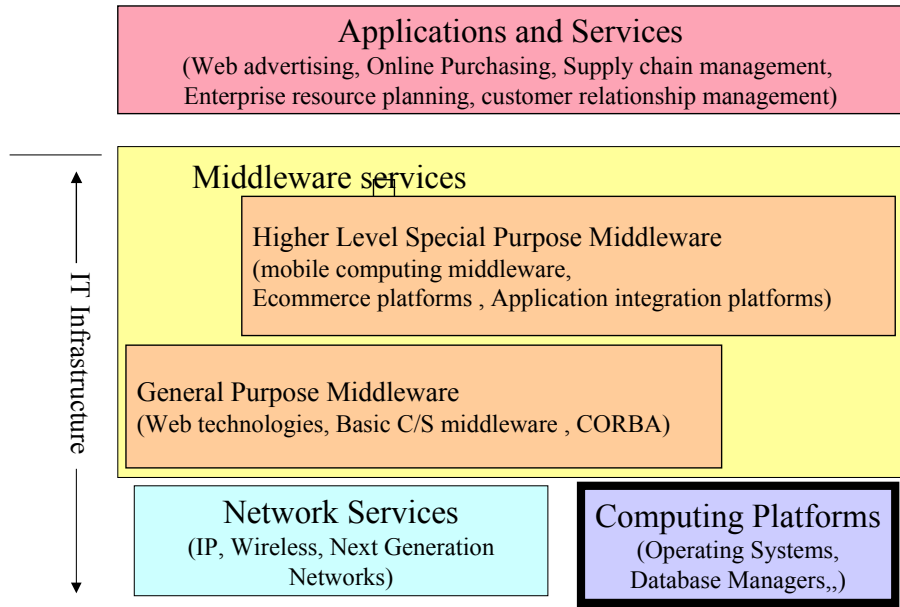 Applications and Services
(Web advertising, Online Purchasing, Supply chain management,
Enterprise resource planning, customer relationship management)
Middleware services
Higher Level Special Purpose Middleware
(mobile computing middleware,
Ecommerce platforms , Application integration platforms)
IT Infrastructure
General Purpose Middleware
(Web technologies, Basic C/S middleware , CORBA)
Network Services
(IP, Wireless, Next Generation
Networks)
Computing Platforms
(Operating Systems,
Database Managers,,)